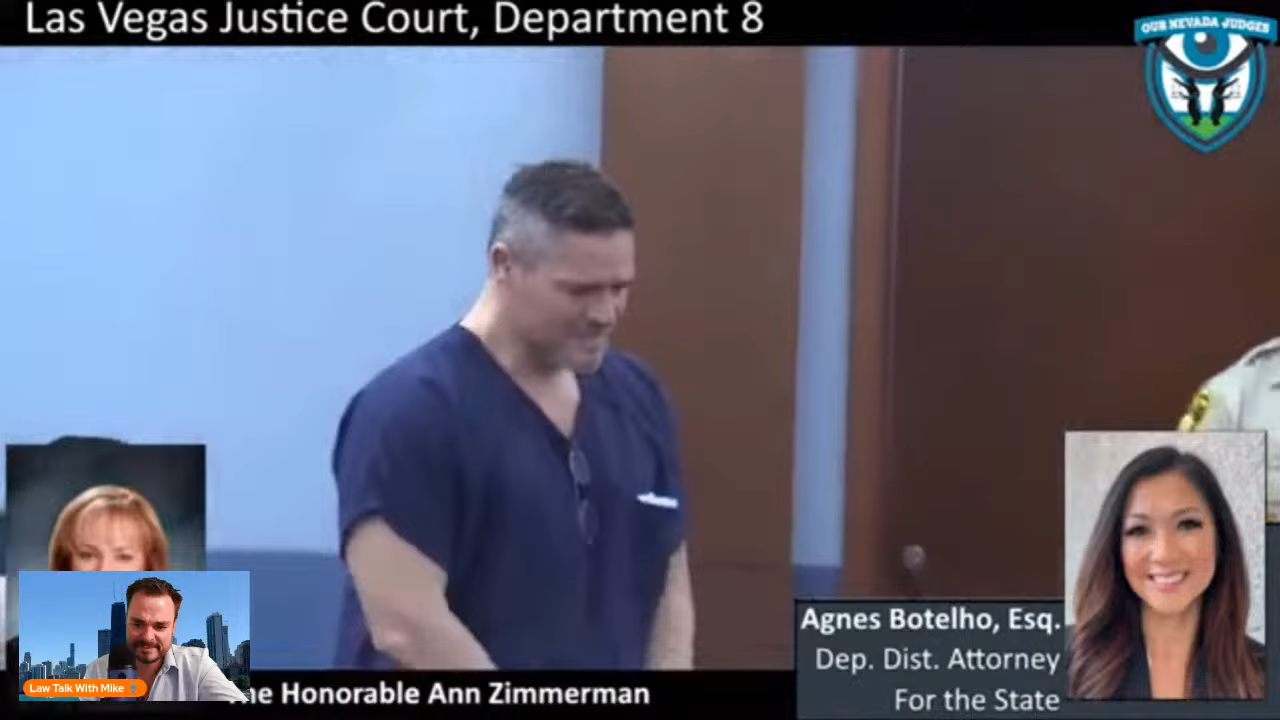 Las Vegas Justice Court, Department 8
OUR NEVADA JUDGES
Agnes Botelho, Esq.
Dep. Dist. Attorney
For the State
Law Talk With Mike
he Honorable Ann Zimmerman